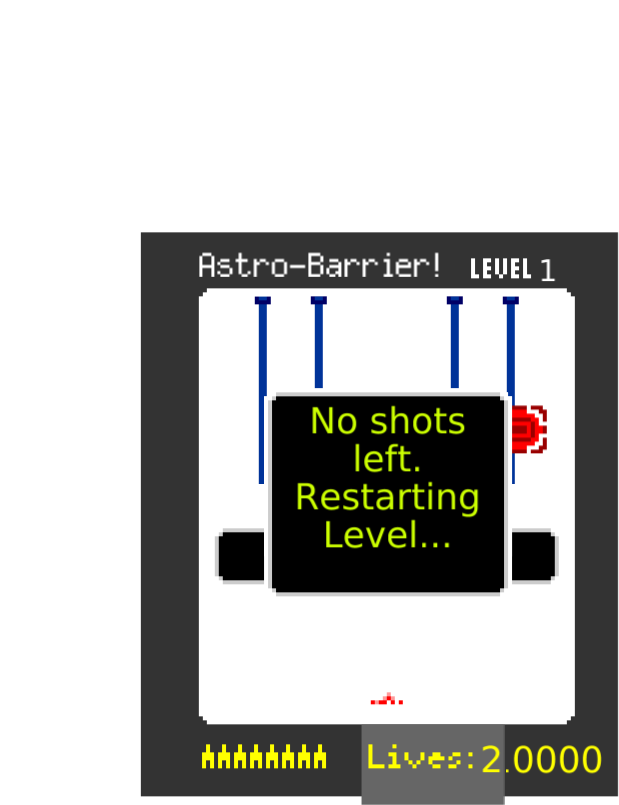 Astro-Barrier! LEVEL 1
No shots
left.
Restarting
Level...
Lives:2.0000